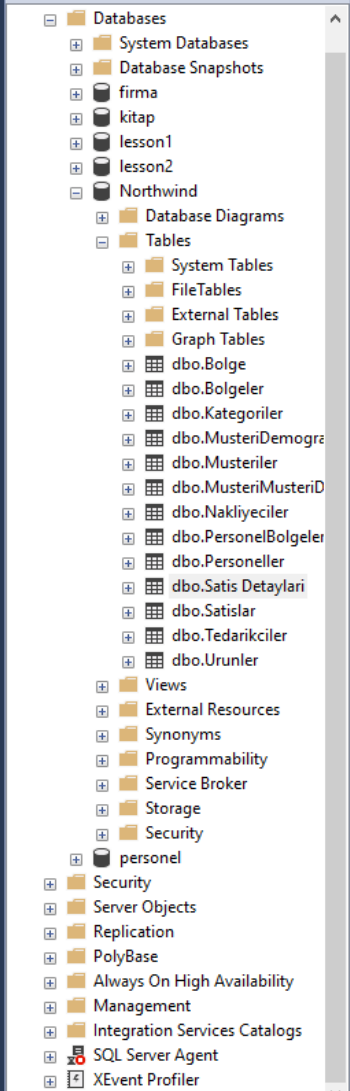 Databases
System Databases
Database Snapshots
firma
kitap
lesson1
lesson2
Northwind
Database Diagrams
Tables
System Tables
FileTables
External Tables
Graph Tables
dbo.Bolge
dbo.Bolgeler
dbo.Kategoriler
dbo.MusteriDemogra
dbo.Musteriler
dbo.MusteriMusteriD
dbo.Nakliyeciler
dbo.PersonelBolgeler
dbo.Personeller
dbo.Satis Detaylari
dbo.Satislar
dbo.Tedarikciler
dbo.Urunler
Views
External Resources
Synonyms
Programmability
Service Broker
Storage
Security
personel
Security
Server Objects
Replication
PolyBase
Always On High Availability
Management
Integration Services Catalogs
SQL Server Agent
XEvent Profiler